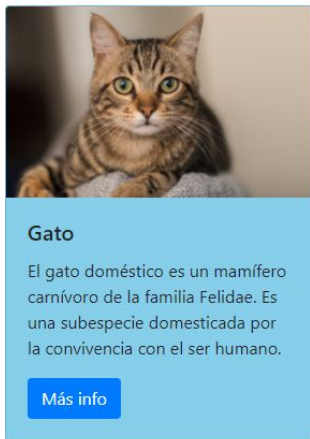 Gato
El gato doméstico es un mamífero
carnívoro de la familia Felidae. Es
una subespecie domesticada por
la convivencia con el ser humano.
Más info